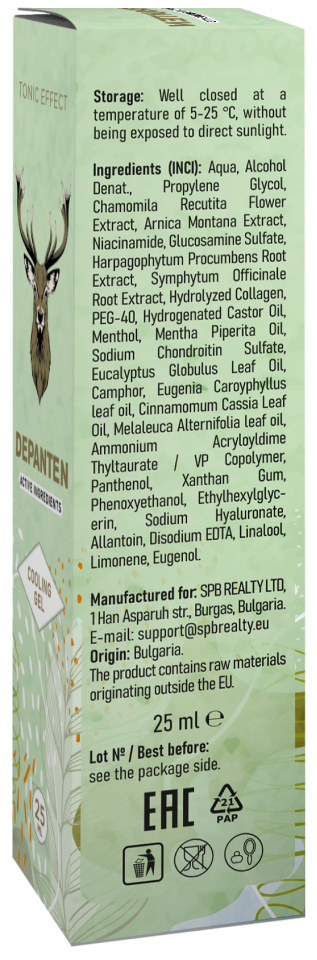 DEPANTEN
TONIC EFFECT
DEPANTEN
ACTIVE INGREDIENTS
COOLING
GEL
25
Storage: Well closed at a
temperature of 5-25 °C, without
being exposed to direct sunlight.
Ingredients (INCI): Aqua, Alcohol
Denat., Propylene Glycol,
Chamomila Recutita Flower
Extract, Arnica Montana Extract,
Niacinamide, Glucosamine Sulfate,
Harpagophytum Procumbens Root
Extract, Symphytum Officinale
Root Extract, Hydrolyzed Collagen,
PEG-40, Hydrogenated Castor Oil,
Menthol, Mentha Piperita Oil,
Sodium Chondroitin Sulfate,
Eucalyptus Globulus Leaf Oil,
Camphor, Eugenia Caroyphyllus
leaf oil, Cinnamomum Cassia Leaf
Oil, Melaleuca Alternifolia leaf oil,
Ammonium Acryloyldime
Thyltaurate / VP Copolymer,
Panthenol, Xanthan Gum,
Phenoxyethanol, Ethylhexylglyc-
erin, Sodium Hyaluronate,
Allantoin, Disodium EDTA, Linalool,
Limonene, Eugenol.
Manufactured for: SPB REALTY LTD,
1 Han Asparuh str., Burgas, Bulgaria.
E-mail: support@spbrealty.eu
Origin: Bulgaria.
The product contains raw materials
originating outside the EU.
25 ml ℮
Lot № / Best before:
see the package side.
EAC
21
PAP